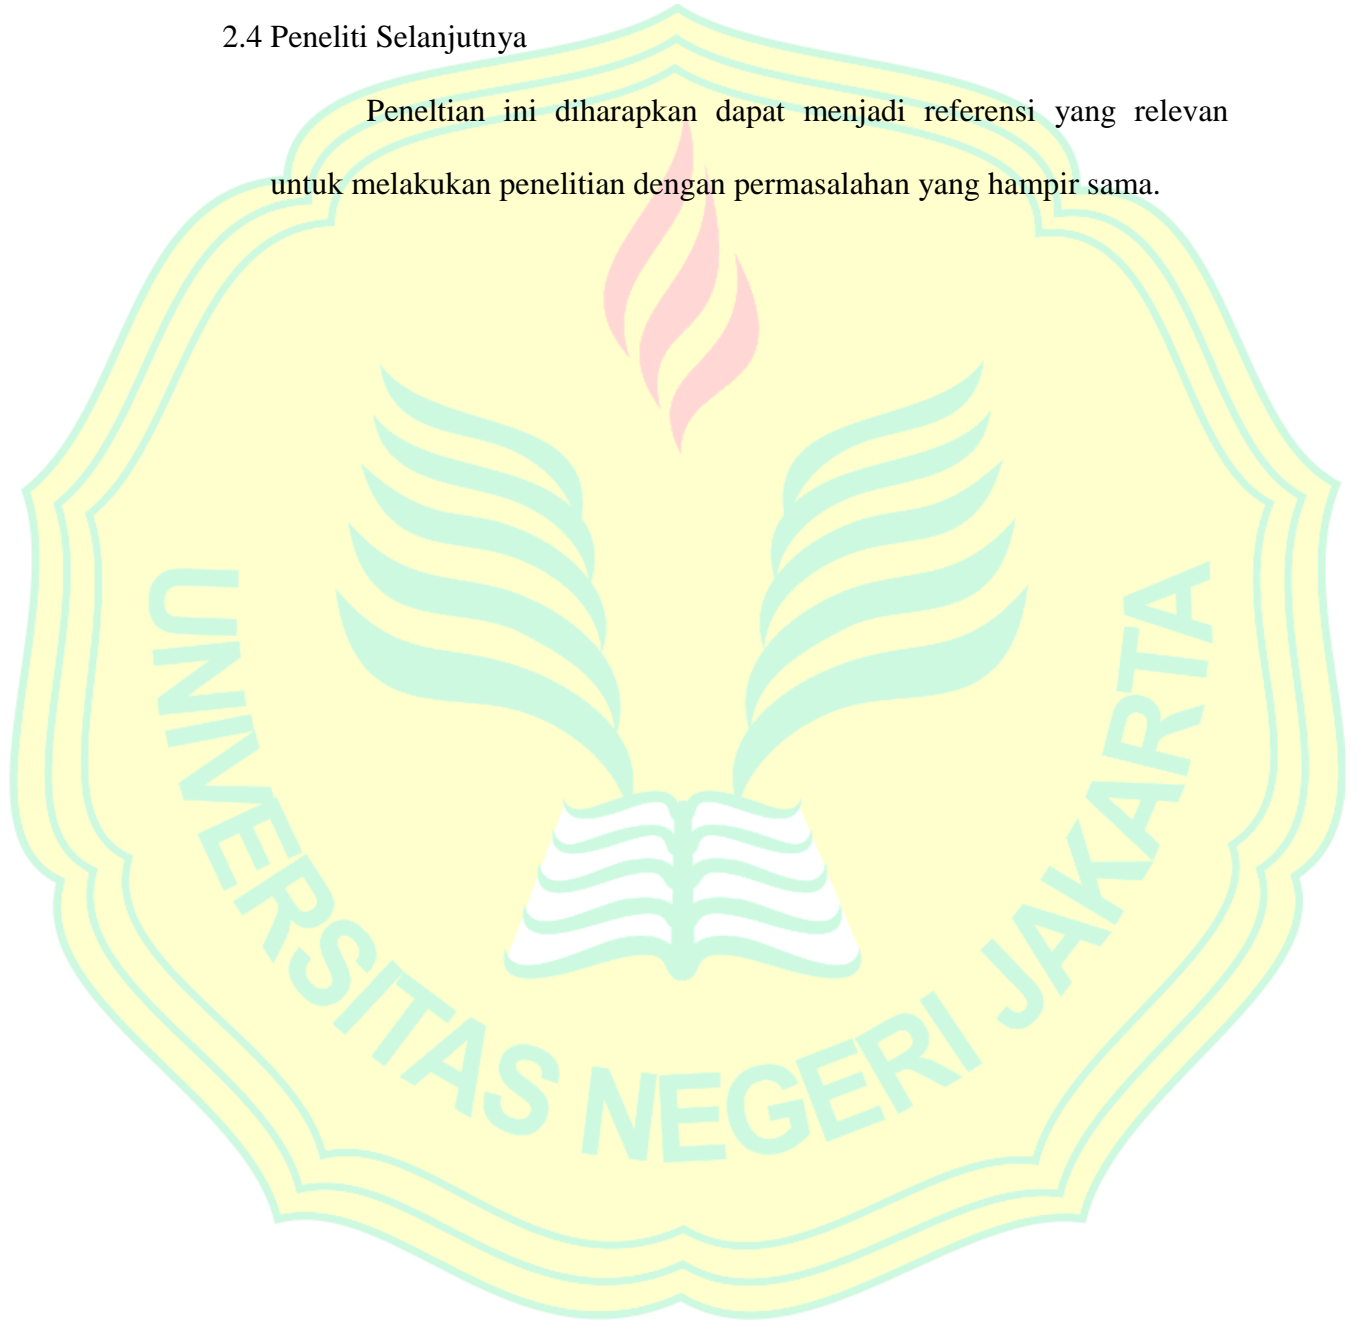 2.4 Peneliti Selanjutnya
Peneltian ini diharapkan dapat menjadi referensi yang relevan
untuk melakukan penelitian dengan permasalahan yang hampir sama.
UNIVERSITAS NEGERI JAKARTA